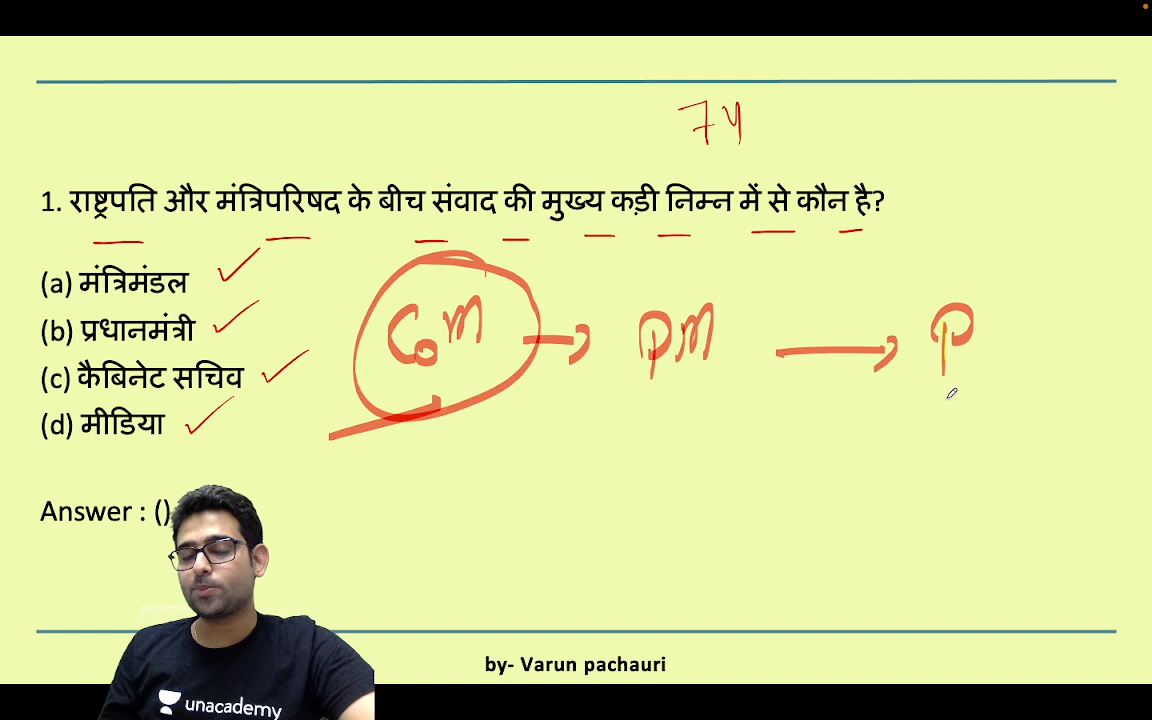 74
1. राष्ट्रपति और मंत्रिपरिषद के बीच संवाद की मुख्य कड़ी निम्न में से कौन है?
(a) मंत्रिमंडल
(b) प्रधानमंत्री
(c) कैबिनेट सचिव
(d) मीडिया
COM → PM → P
Answer : ()
by- Varun pachauri
unacademy